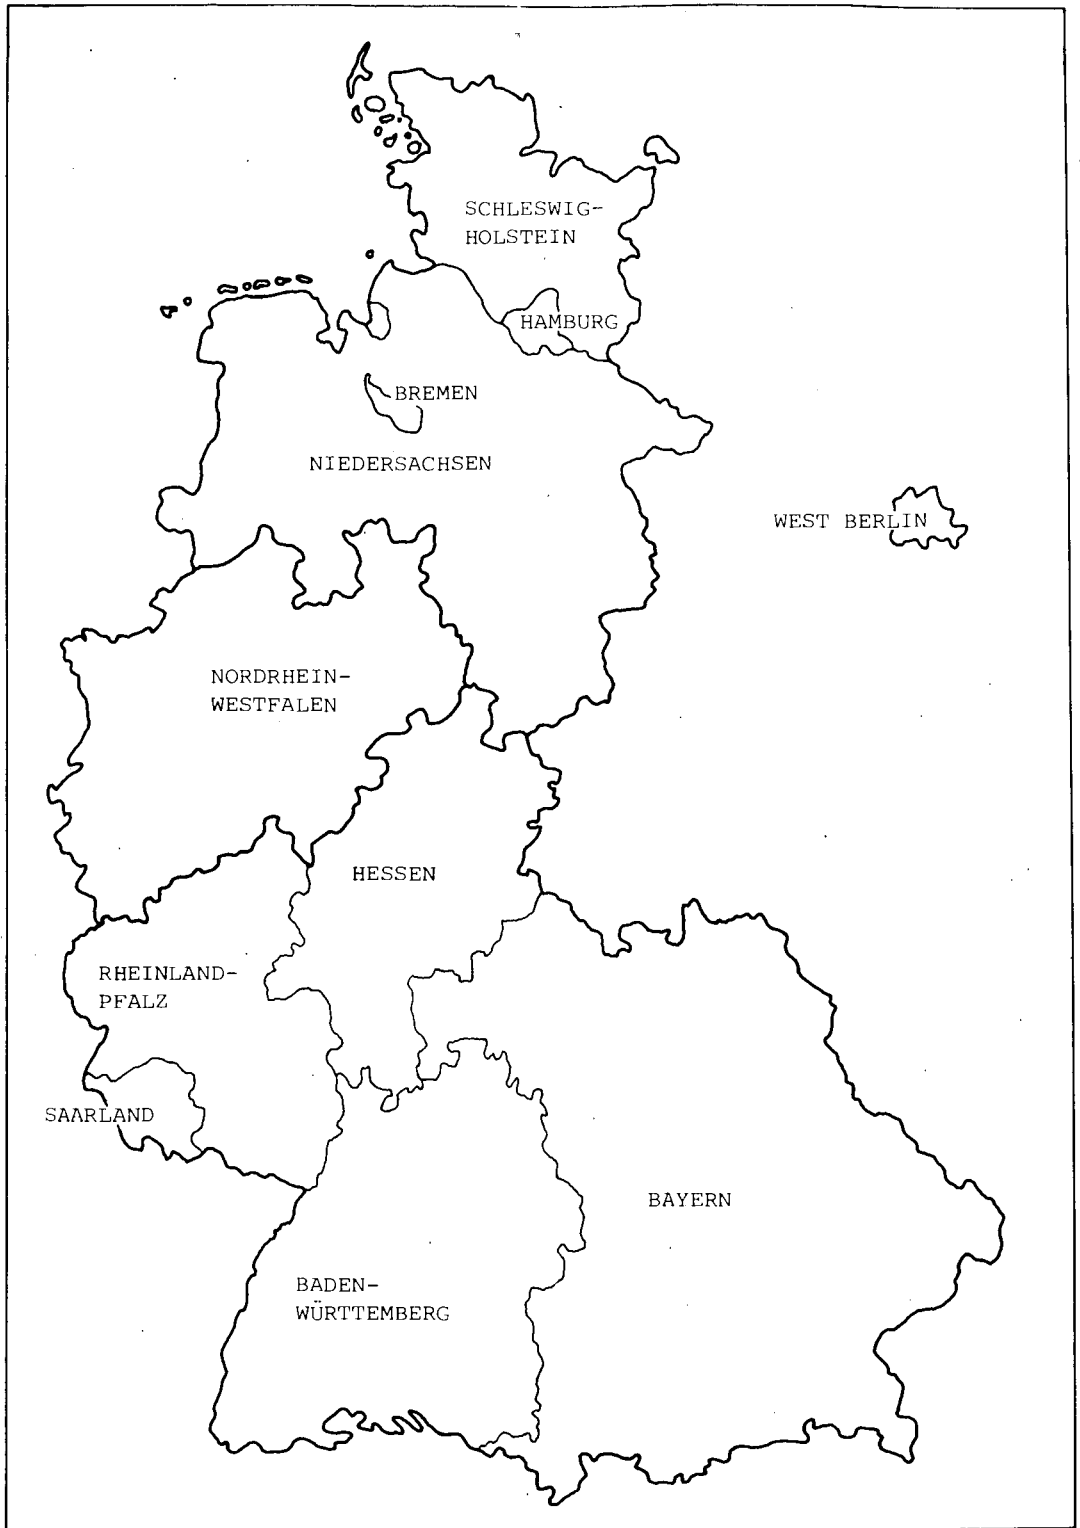 SCHLESWIG-
HOLSTEIN
HAMBURG
BREMEN
NIEDERSACHSEN
WEST BERLIN
NORDRHEIN-
WESTFALEN
HESSEN
RHEINLAND-
PFALZ
SAARLAND
BAYERN
BADEN-
WÜRTTEMBERG